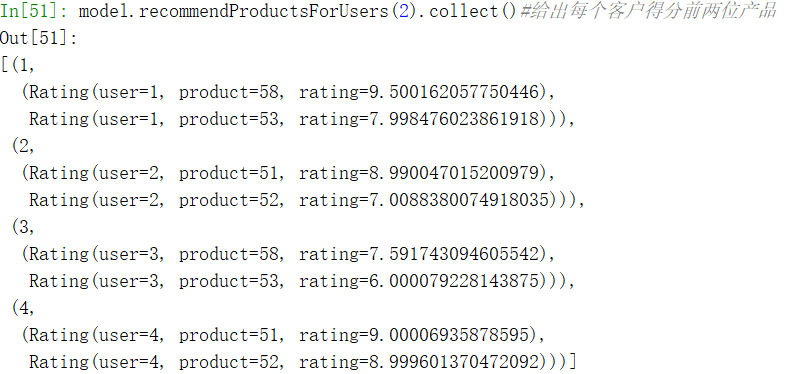 In[51]: model.recommendProductsForUsers(2).collect()#给出每个客户得分前两位产品
Out[51]:
[(1,
  (Rating(user=1, product=58, rating=9.500162057750446),
   Rating(user=1, product=53, rating=7.998476023861918))),
 (2,
  (Rating(user=2, product=51, rating=8.990047015200979),
   Rating(user=2, product=52, rating=7.0088380074918035))),
 (3,
  (Rating(user=3, product=58, rating=7.591743094605542),
   Rating(user=3, product=53, rating=6.000079228143875))),
 (4,
  (Rating(user=4, product=51, rating=9.00006935878595),
   Rating(user=4, product=52, rating=8.999601370472092)))]